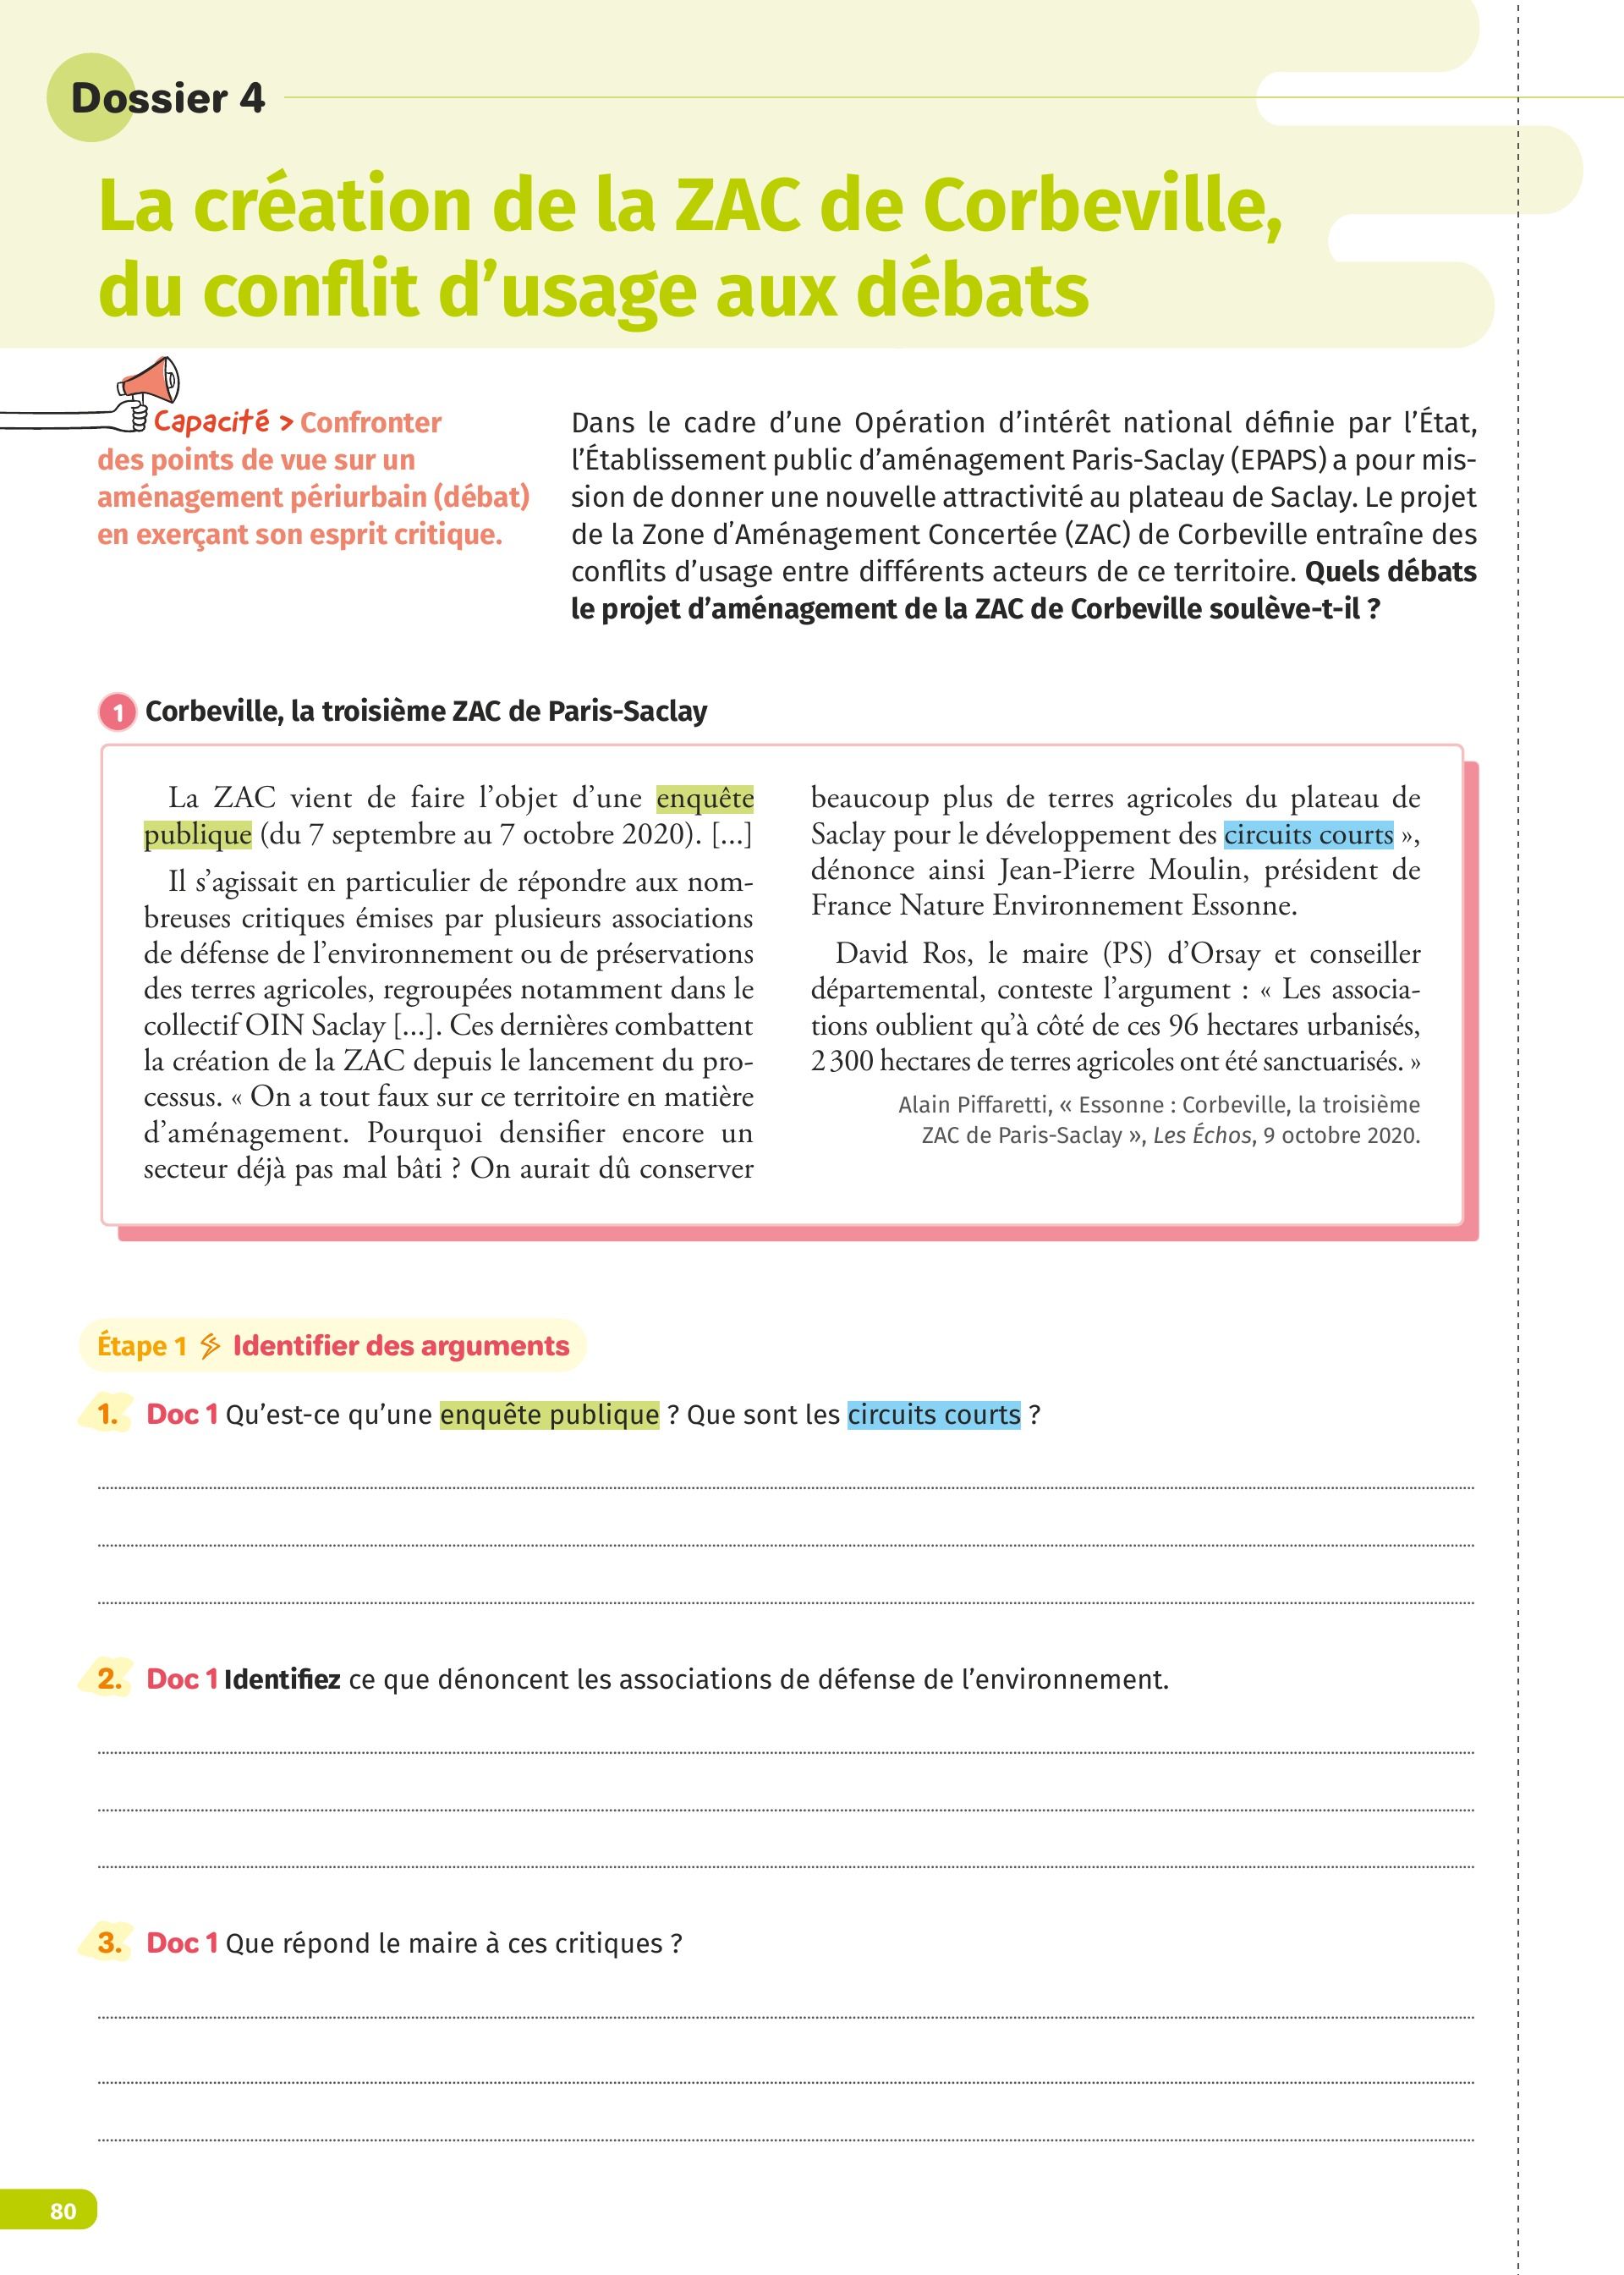 Dossier 4
La création de la ZAC de Corbeville,
du conflit d’usage aux débats
Capacité > Confronter
des points de vue sur un
aménagement périurbain (débat)
en exerçant son esprit critique.
Dans le cadre d’une Opération d’intérêt national définie par l’État,
l’Établissement public d’aménagement Paris-Saclay (EPAPS) a pour mis-
sion de donner une nouvelle attractivité au plateau de Saclay. Le projet
de la Zone d’Aménagement Concertée (ZAC) de Corbeville entraîne des
conflits d’usage entre différents acteurs de ce territoire. Quels débats
le projet d’aménagement de la ZAC de Corbeville soulève-t-il ?
1 Corbeville, la troisième ZAC de Paris-Saclay
La ZAC vient de faire l’objet d’une enquête
publique (du 7 septembre au 7 octobre 2020). [...]
Il s’agissait en particulier de répondre aux nom-
breuses critiques émises par plusieurs associations
de défense de l’environnement ou de préservations
des terres agricoles, regroupées notamment dans le
collectif OIN Saclay [...]. Ces dernières combattent
la création de la ZAC depuis le lancement du pro-
cessus. « On a tout faux sur ce territoire en matière
d’aménagement. Pourquoi densifier encore un
secteur déjà pas mal bâti ? On aurait dû conserver
beaucoup plus de terres agricoles du plateau de
Saclay pour le développement des circuits courts »,
dénonce ainsi Jean-Pierre Moulin, président de
France Nature Environnement Essonne.
David Ros, le maire (PS) d’Orsay et conseiller
départemental, conteste l’argument : « Les associa-
tions oublient qu’à côté de ces 96 hectares urbanisés,
2 300 hectares de terres agricoles ont été sanctuarisés. »
Alain Piffaretti, « Essonne : Corbeville, la troisième
ZAC de Paris-Saclay », Les Échos, 9 octobre 2020.
Étape 1 Identifier des arguments
1. Doc 1 Qu’est-ce qu’une enquête publique ? Que sont les circuits courts ?
2. Doc 1 Identifiez ce que dénoncent les associations de défense de l’environnement.
3. Doc 1 Que répond le maire à ces critiques ?
80